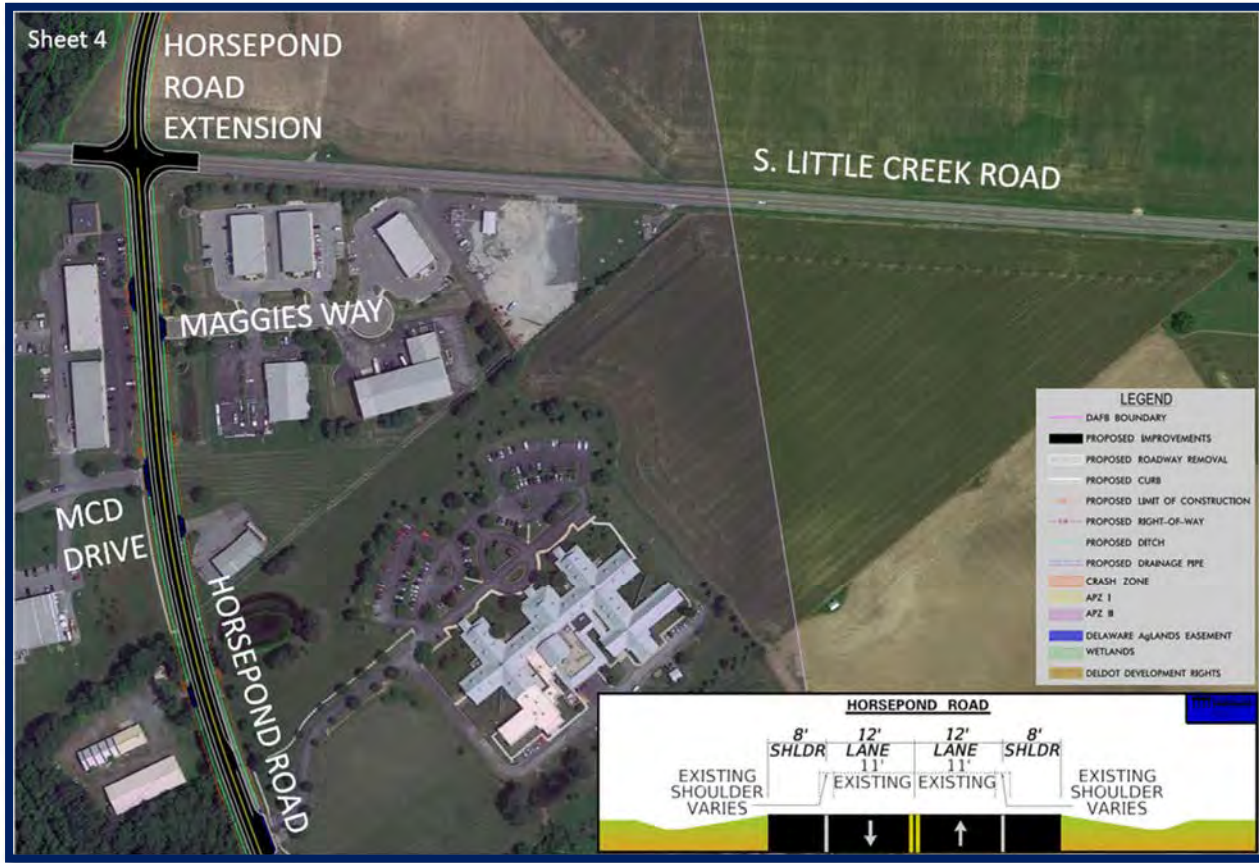 Sheet 4
HORSEPOND
ROAD
EXTENSION
S. LITTLE CREEK ROAD
MAGGIES WAY
MCD
DRIVE
HORSEPOND ROAD
LEGEND
DAFB BOUNDARY
PROPOSED IMPROVEMENTS
PROPOSED ROADWAY REMOVAL
PROPOSED CURB
PROPOSED LIMIT OF CONSTRUCTION
PROPOSED RIGHT-OF-WAY
PROPOSED DITCH
PROPOSED DRAINAGE PIPE
CRASH ZONE
APZ I
APZ II
DELAWARE AgLANDS EASEMENT
WETLANDS
DELDOT DEVELOPMENT RIGHTS
HORSEPOND ROAD
8' 12' 12' 8'
SHLDR LANE LANE SHLDR
11' 11'
EXISTING EXISTING
EXISTING SHOULDER VARIES
EXISTING SHOULDER VARIES